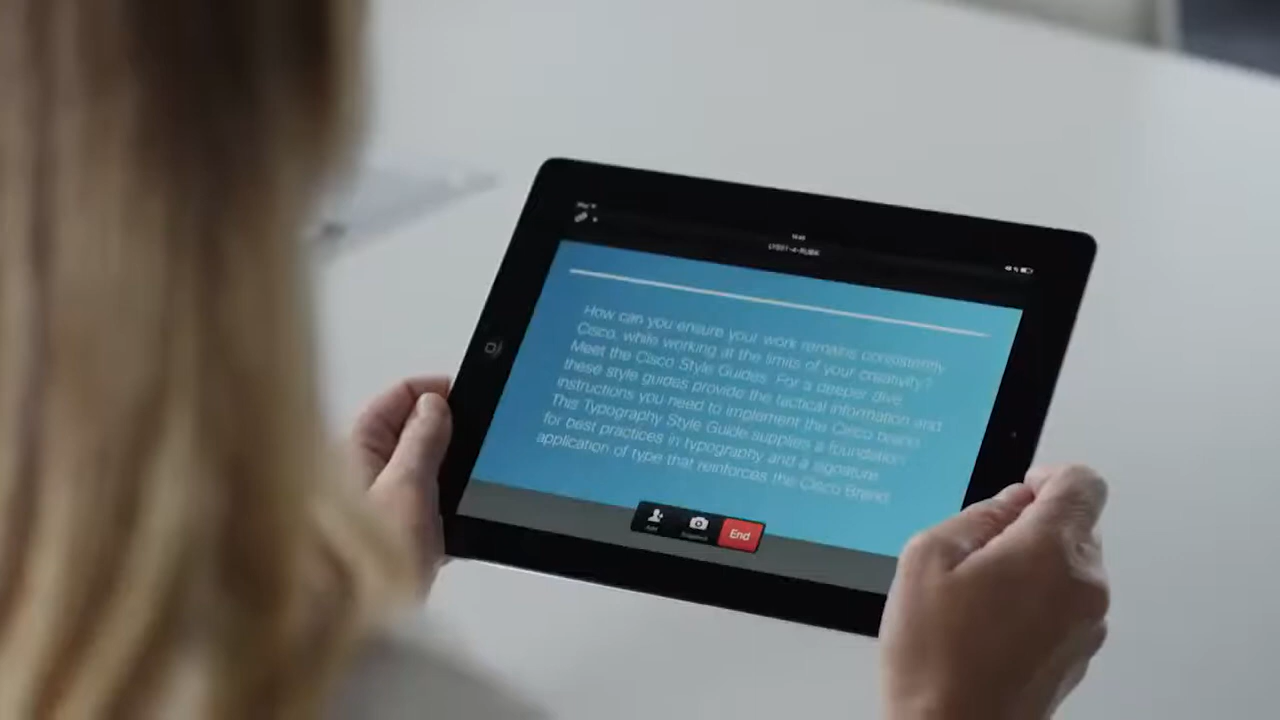 How can you ensure your work remains consistently
Cisco, while working at the limits of your creativity?
Meet the Cisco Style Guides. For a deeper dive
these style guides provide the tactical information and
instructions you need to implement the Cisco brand.
The Typography Style Guide supplies a foundation
for best practices in typography and a signature
application of type that reinforces the Cisco Brand.
Add
Snapshot
End